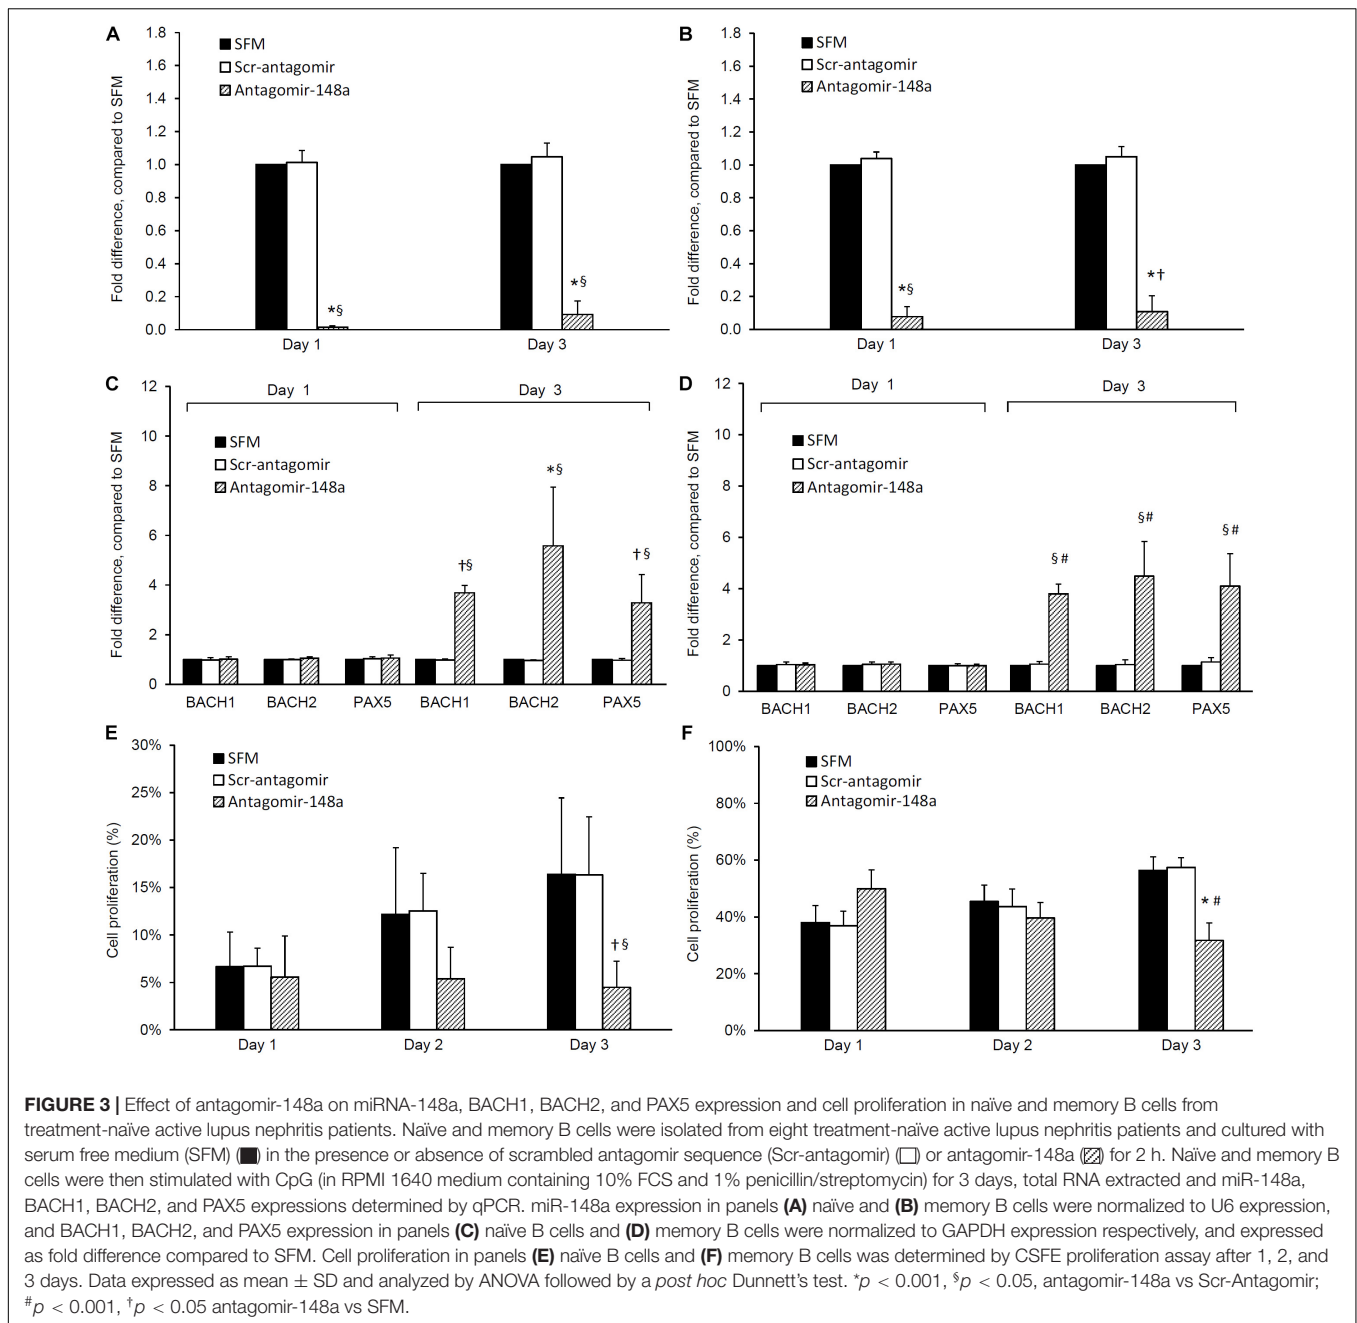 A
1.8
1.6
1.4
1.2
1.0
0.8
0.6
0.4
0.2
0.0
Fold difference, compared to SFM
SFM
Scr-antagomir
Antagomir-148a
*§
*§
Day 1
Day 3
B
1.8
1.6
1.4
1.2
1.0
0.8
0.6
0.4
0.2
0.0
Fold difference, compared to SFM
SFM
Scr-antagomir
Antagomir-148a
*§
*†
Day 1
Day 3
C
12
10
8
6
4
2
0
Fold difference, compared to SFM
Day 1
Day 3
SFM
Scr-antagomir
Antagomir-148a
†§
*§
†§
BACH1 BACH2 PAX5 BACH1 BACH2 PAX5
D
12
10
8
6
4
2
0
Fold difference, compared to SFM
Day 1
Day 3
SFM
Scr-antagomir
Antagomir-148a
§#
§#
§#
BACH1 BACH2 PAX5 BACH1 BACH2 PAX5
E
30%
25%
20%
15%
10%
5%
0%
Cell proliferation (%)
SFM
Scr-antagomir
Antagomir-148a
†§
Day 1 Day 2 Day 3
F
100%
80%
60%
40%
20%
0%
Cell proliferation (%)
SFM
Scr-antagomir
Antagomir-148a
*#
Day 1 Day 2 Day 3
FIGURE 3 | Effect of antagomir-148a on miRNA-148a, BACH1, BACH2, and PAX5 expression and cell proliferation in naïve and memory B cells from
treatment-naïve active lupus nephritis patients. Naïve and memory B cells were isolated from eight treatment-naïve active lupus nephritis patients and cultured with
serum free medium (SFM) (■) in the presence or absence of scrambled antagomir sequence (Scr-antagomir) (□) or antagomir-148a (▨) for 2 h. Naïve and memory B
cells were then stimulated with CpG (in RPMI 1640 medium containing 10% FCS and 1% penicillin/streptomycin) for 3 days, total RNA extracted and miR-148a,
BACH1, BACH2, and PAX5 expressions determined by qPCR. miR-148a expression in panels (A) naïve and (B) memory B cells were normalized to U6 expression,
and BACH1, BACH2, and PAX5 expression in panels (C) naïve B cells and (D) memory B cells were normalized to GAPDH expression respectively, and expressed
as fold difference compared to SFM. Cell proliferation in panels (E) naïve B cells and (F) memory B cells was determined by CSFE proliferation assay after 1, 2, and
3 days. Data expressed as mean ± SD and analyzed by ANOVA followed by a post hoc Dunnett's test. *p < 0.001, §p < 0.05, antagomir-148a vs Scr-Antagomir;
#p < 0.001, †p < 0.05 antagomir-148a vs SFM.